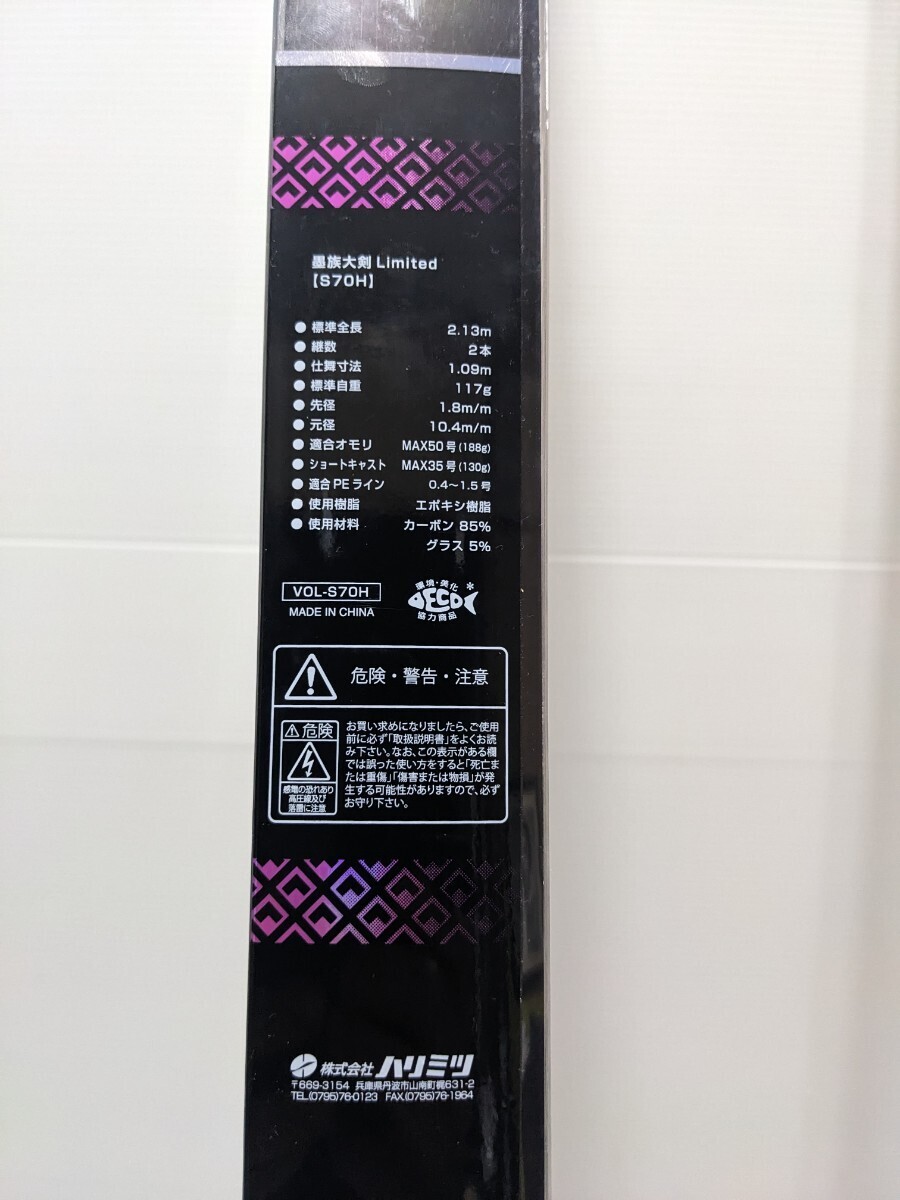 墨族大剣 Limited
【S70H】
● 標準全長 2.13m
● 継数 2本
● 仕舞寸法 1.09m
● 標準自重 117g
● 先径 1.8m/m
● 元径 10.4m/m
● 適合オモリ MAX50号(188g)
● ショートキャスト MAX35号(130g)
● 適合PEライン 0.4〜1.5号
● 使用樹脂 エポキシ樹脂
● 使用材料 カーボン 85%
グラス 5%
VOL-S70H
MADE IN CHINA
環境・美化
ECO
協力商品
危険・警告・注意
危険
感電の恐れあり
高圧線及び
落雷に注意
お買い求めになりましたら、ご使用
前に必ず「取扱説明書」をよくお読
み下さい。なお、この表示がある欄
では誤った使い方をすると「死亡ま
たは重傷」「傷害または物損」が発
生する可能性がありますので、必ず
お守り下さい。
株式会社 ハリミツ
〒669-3154 兵庫県丹波市山南町梶631-2
TEL.(0795)76-0123 FAX.(0795)76-1964